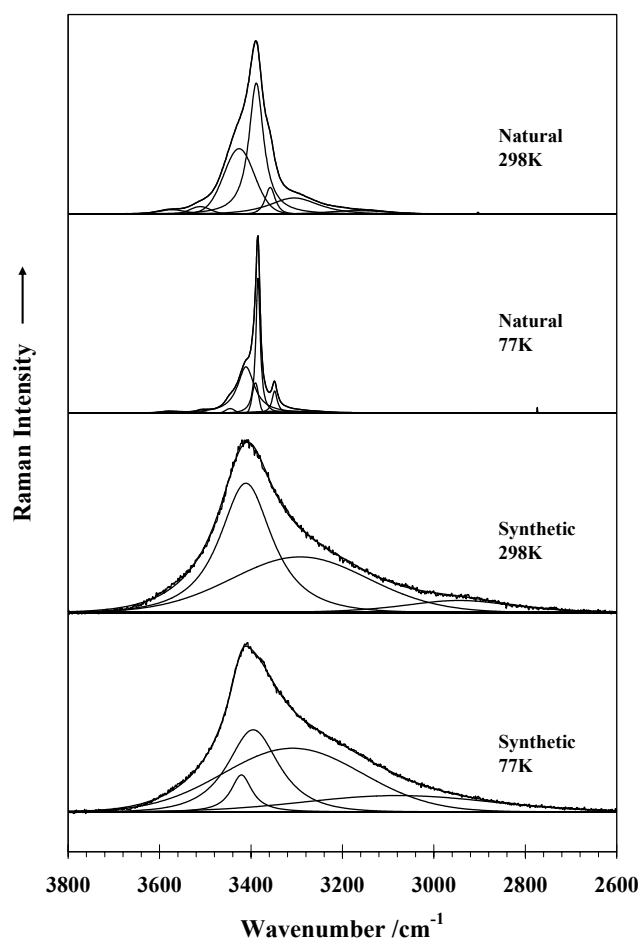 Natural
298K
Natural
77K
Raman Intensity
Synthetic
298K
Synthetic
77K
3800 3600 3400 3200 3000 2800 2600
Wavenumber /cm⁻¹